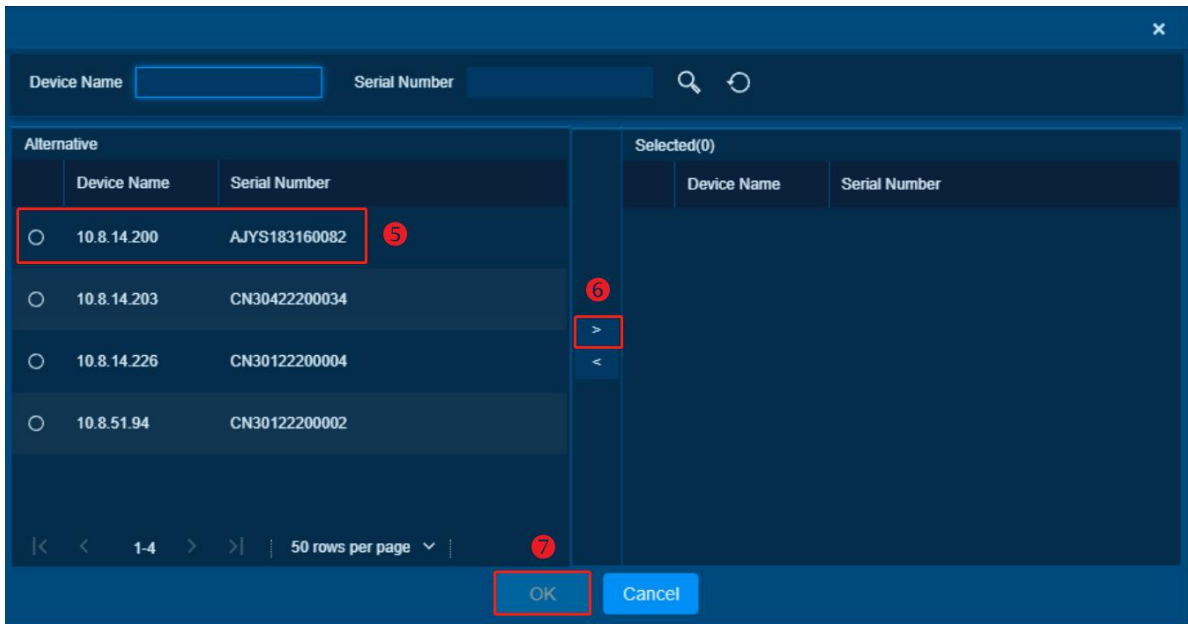 ×
Device Name Serial Number
Alternative
Device Name Serial Number
10.8.14.200 AJYS183160082 5
10.8.14.203 CN30422200034
10.8.14.226 CN30122200004
10.8.51.94 CN30122200002
|< < 1-4 > >| 50 rows per page
6
>
<
Selected(0)
Device Name Serial Number
7
OK Cancel